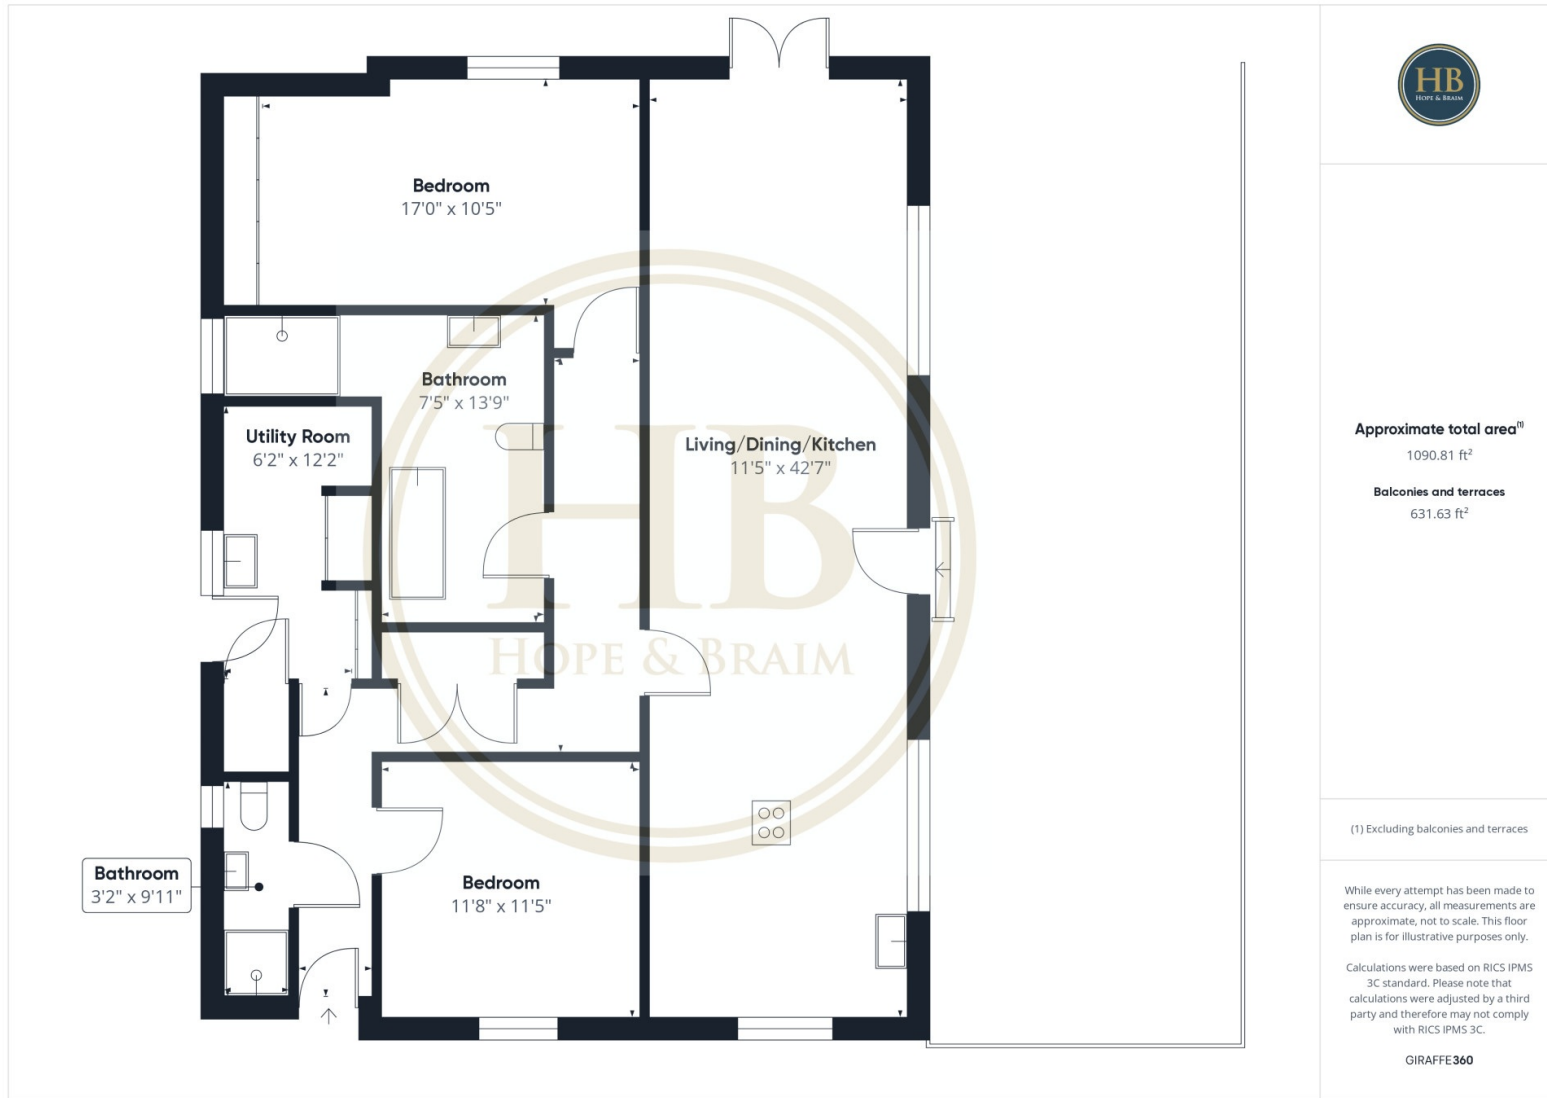 Bedroom
17'0" x 10'5"
Bathroom
7'5" x 13'9"
Utility Room
6'2" x 12'2"
Living/Dining/Kitchen
11'5" x 42'7"
HB
HOPE & BRAIM
Bathroom
3'2" x 9'11"
Bedroom
11'8" x 11'5"
HB
HOPE & BRAIM
Approximate total area(1)
1090.81 ft²
Balconies and terraces
631.63 ft²
(1) Excluding balconies and terraces
While every attempt has been made to
ensure accuracy, all measurements are
approximate, not to scale. This floor
plan is for illustrative purposes only.
Calculations were based on RICS IPMS
3C standard. Please note that
calculations were adjusted by a third
party and therefore may not comply
with RICS IPMS 3C.
GIRAFFE360